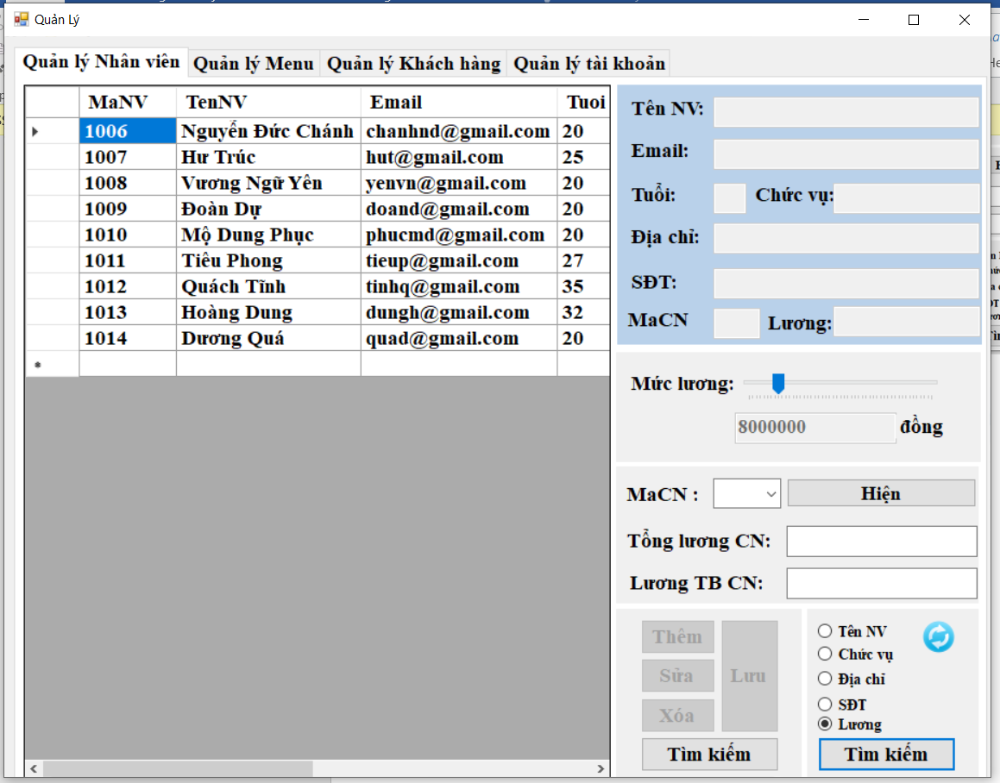 Quản Lý
Quản lý Nhân viên Quản lý Menu Quản lý Khách hàng Quản lý tài khoản
MaNV TenNV Email Tuoi
1006 Nguyễn Đức Chánh chanhnd@gmail.com 20
1007 Hư Trúc hut@gmail.com 25
1008 Vương Ngữ Yên yenvn@gmail.com 20
1009 Đoàn Dự doand@gmail.com 20
1010 Mộ Dung Phục phucmd@gmail.com 20
1011 Tiêu Phong tieup@gmail.com 27
1012 Quách Tĩnh tinhq@gmail.com 35
1013 Hoàng Dung dungh@gmail.com 32
1014 Dương Quá quad@gmail.com 20
Tên NV:
Email:
Tuổi: Chức vụ:
Địa chỉ:
SĐT:
MaCN Lương:
Mức lương:
8000000 đồng
MaCN : Hiện
Tổng lương CN:
Lương TB CN:
Thêm
Sửa
Xóa
Lưu
Tìm kiếm
Tên NV
Chức vụ
Địa chỉ
SĐT
Lương
Tìm kiếm